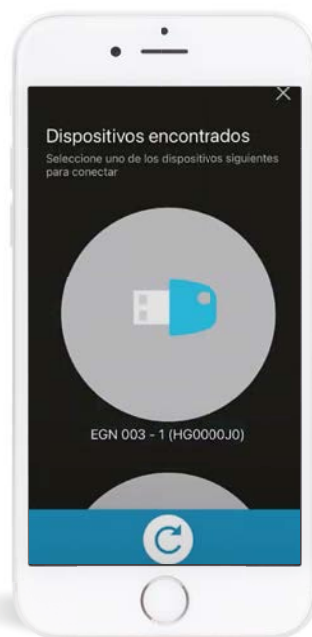 Dispositivos encontrados
Seleccione uno de los dispositivos siguientes
para conectar
EGN 003 - 1 (HG0000J0)